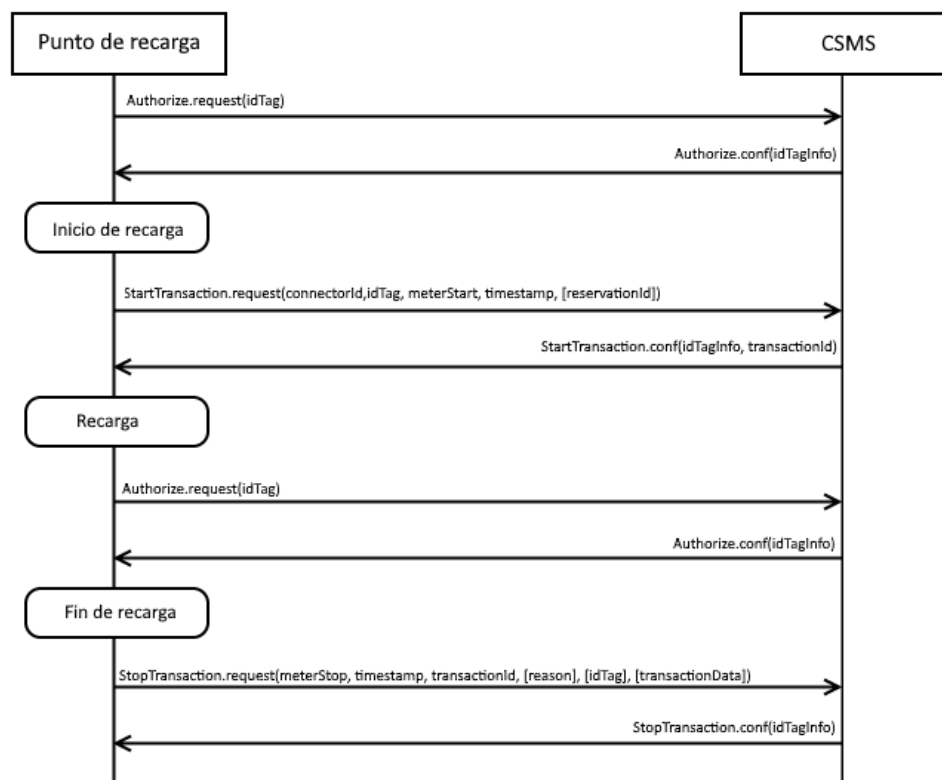 Punto de recarga
CSMS
Authorize.request(idTag)
Authorize.conf(idTagInfo)
Inicio de recarga
StartTransaction.request(connectorId,idTag, meterStart, timestamp, [reservationId])
StartTransaction.conf(idTagInfo, transactionId)
Recarga
Authorize.request(idTag)
Authorize.conf(idTagInfo)
Fin de recarga
StopTransaction.request(meterStop, timestamp, transactionId, [reason], [idTag], [transactionData])
StopTransaction.conf(idTagInfo)